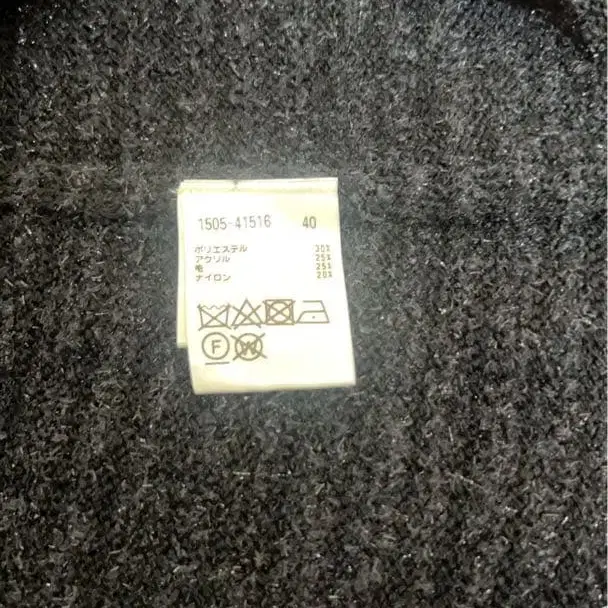 1505-41516 40
ポリエステル 30%
アクリル 25%
毛 25%
ナイロン 20%
F
W